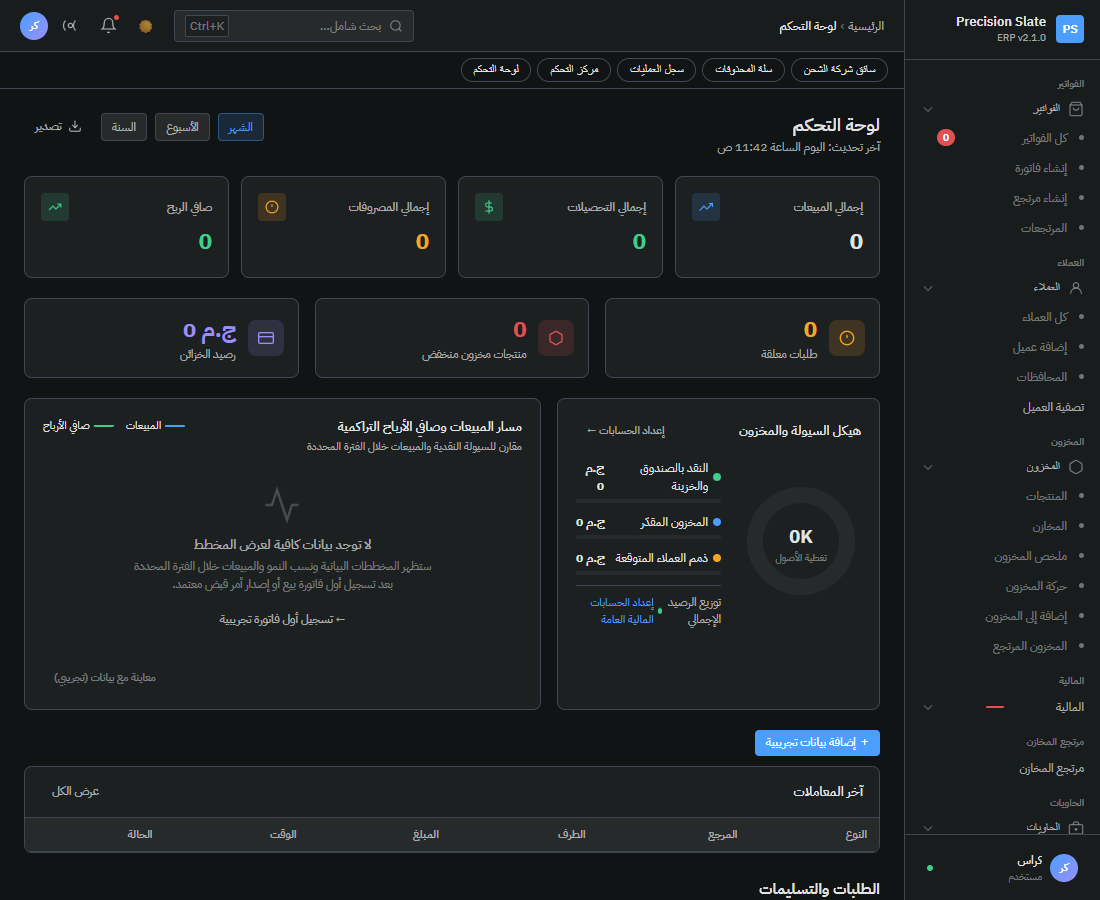 Precision Slate
ERP v2.1.0
PS
الفواتير
الفواتير
كل الفواتير
0
إنشاء فاتورة
إنشاء مرتجع
المرتجعات
العملاء
العملاء
كل العملاء
إضافة عميل
المحافظات
تصفية العميل
المخزون
المخزون
المنتجات
المخازن
ملخص المخزون
حركة المخزون
إضافة إلى المخزون
المخزون المرتجع
المالية
المالية
مرتجع المخازن
مرتجع المخازن
الحاويات
الحاويات
كر
كراس
مستخدم
الرئيسية › لوحة التحكم
بحث شامل...
Ctrl+K
كر
سائق شركة الشحن
سلة المحذوفات
سجل العمليات
مركز التحكم
لوحة التحكم
لوحة التحكم
آخر تحديث: اليوم الساعة 11:42 ص
الشهر
الأسبوع
السنة
تصدير
إجمالي المبيعات
0
إجمالي التحصيلات
0
إجمالي المصروفات
0
صافي الربح
0
0
طلبات معلقة
0
منتجات مخزون منخفض
ج.م 0
رصيد الخزائن
هيكل السيولة والمخزون
إعداد الحسابات ←
0K
تغطية الأصول
النقد بالصندوق والخزينة
ج.م 0
المخزون المقدّر
ج.م 0
ذمم العملاء المتوقعة
ج.م 0
توزيع الرصيد الإجمالي
إعداد الحسابات المالية العامة
مسار المبيعات وصافي الأرباح التراكمية
مقارن للسيولة النقدية والمبيعات خلال الفترة المحددة
المبيعات
صافي الأرباح
لا توجد بيانات كافية لعرض المخطط
ستظهر المخططات البيانية ونسب النمو والمبيعات خلال الفترة المحددة
بعد تسجيل أول فاتورة بيع أو إصدار أمر قبض معتمد.
← تسجيل أول فاتورة تجريبية
معاينة مع بيانات (تجريبي)
+ إضافة بيانات تجريبية
آخر المعاملات
عرض الكل
النوع
المرجع
الطرف
المبلغ
الوقت
الحالة
الطلبات والتسليمات